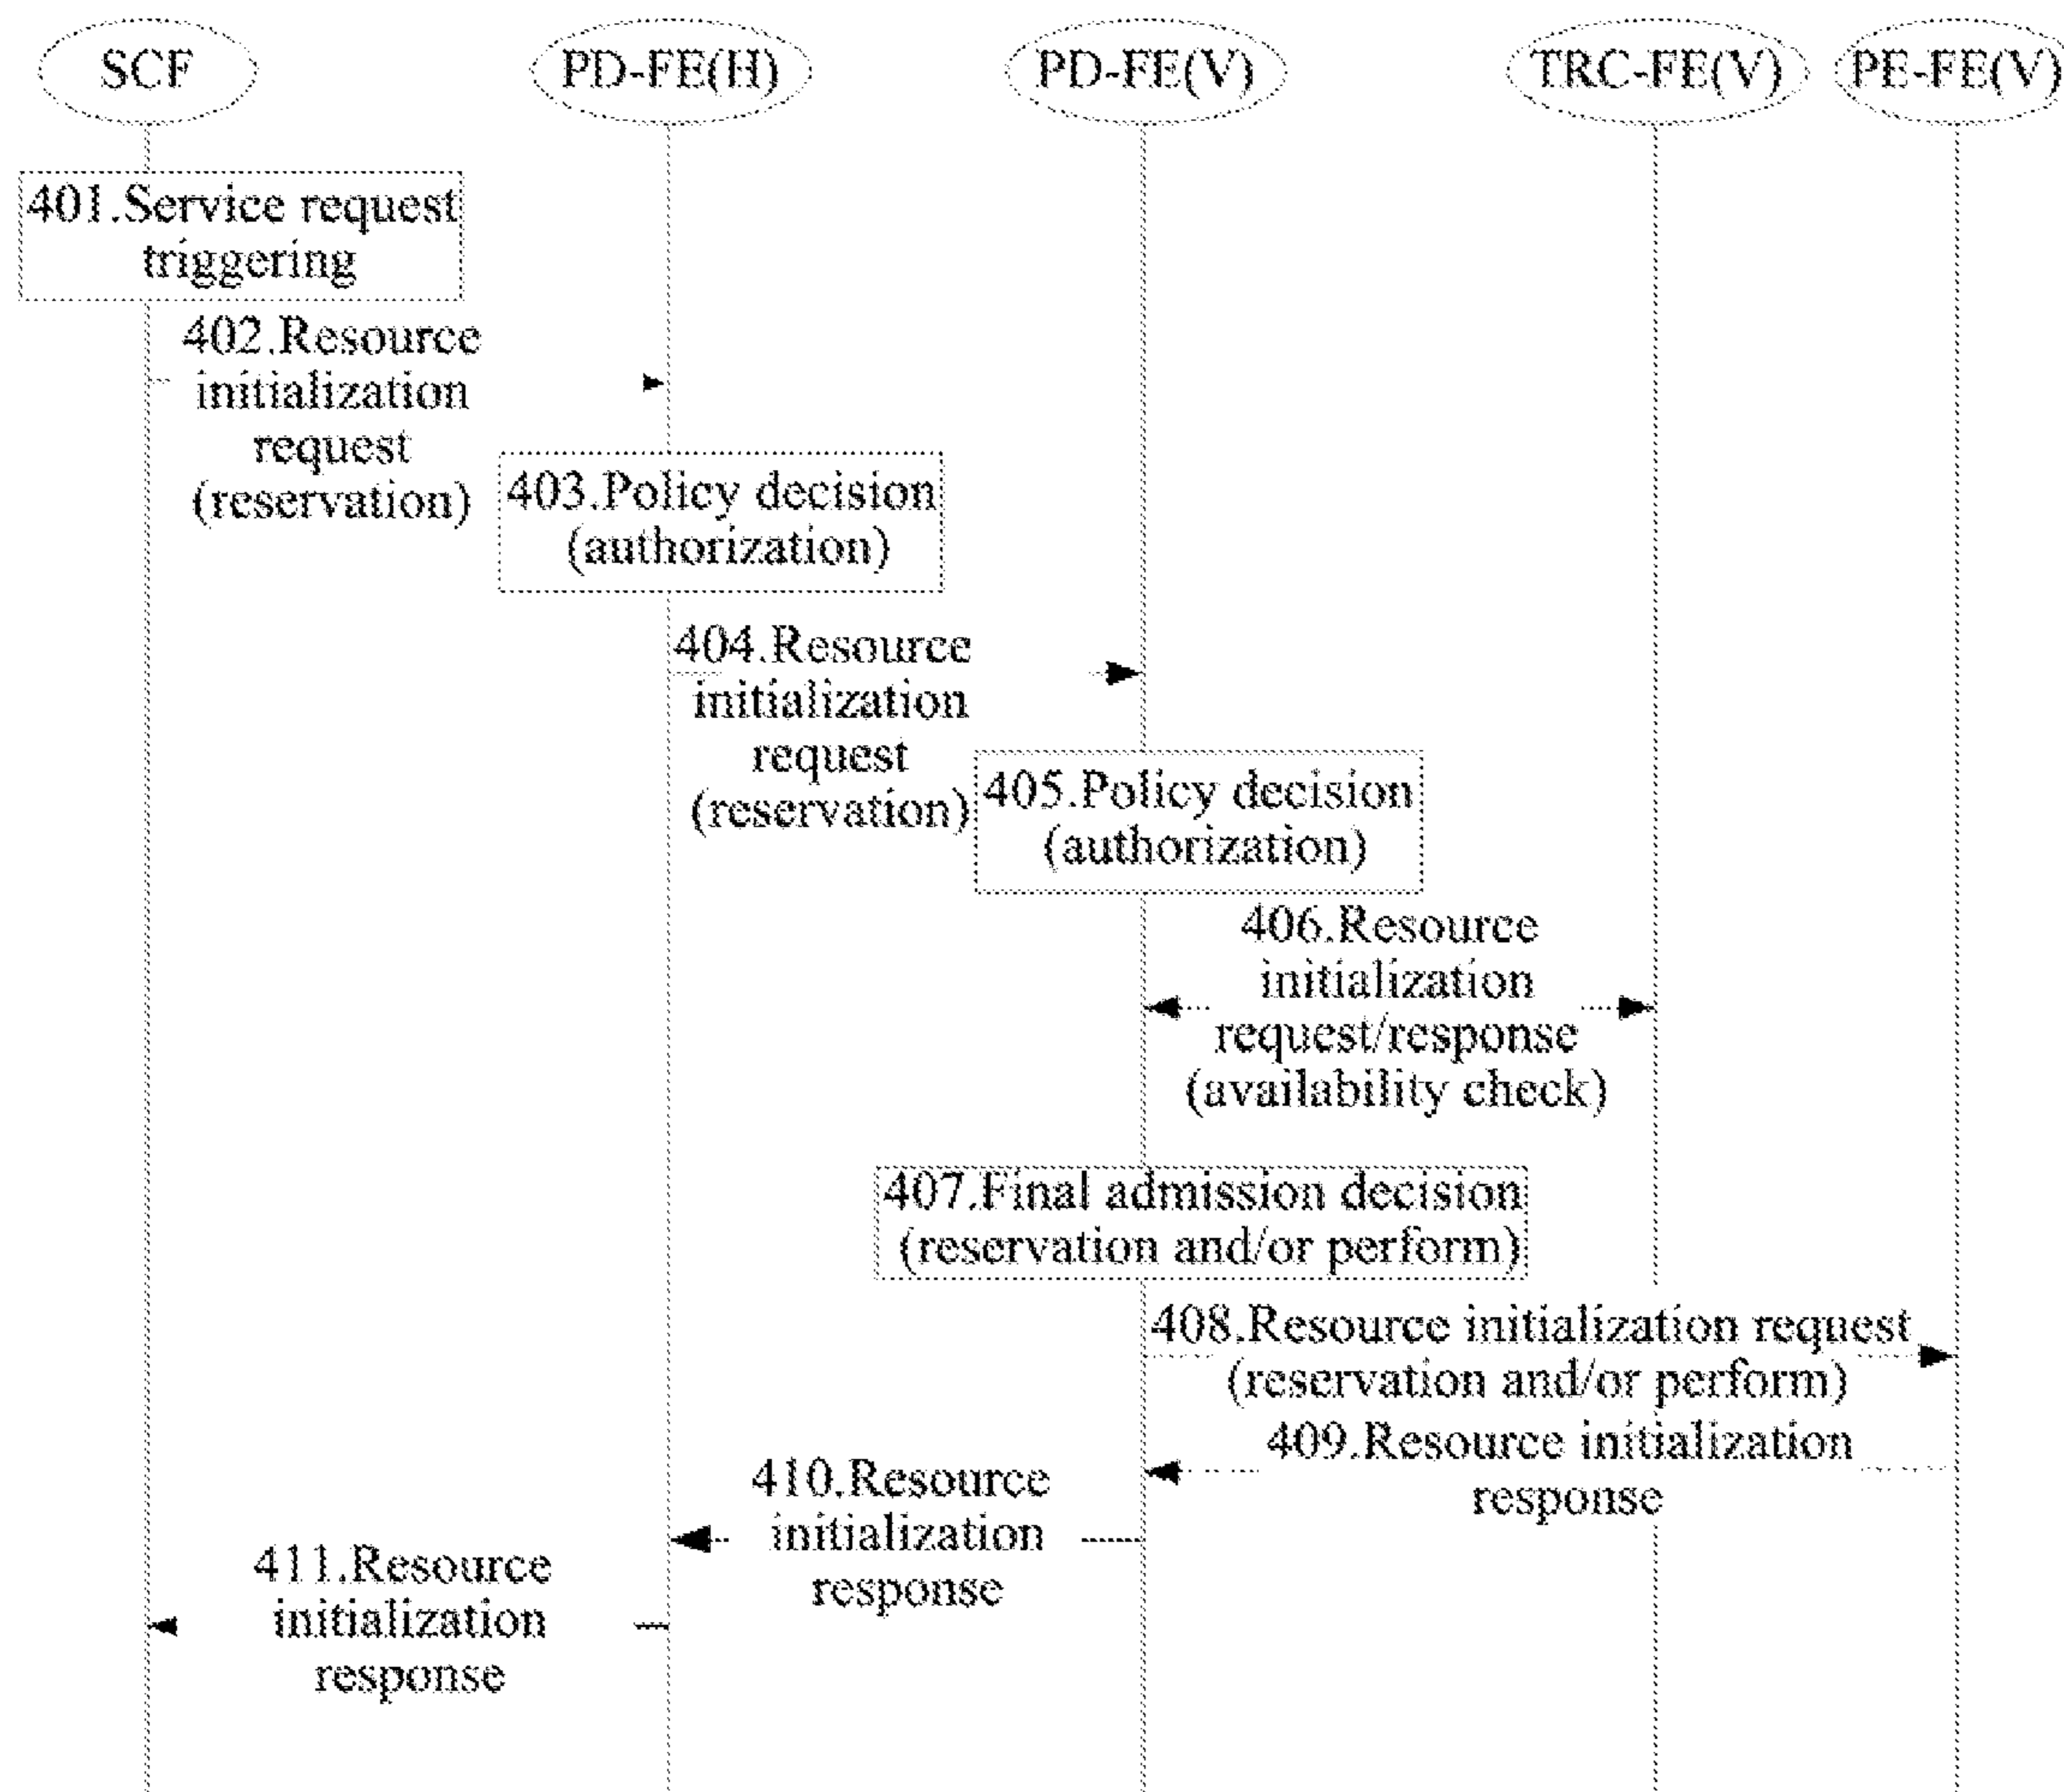 SCF
PD-FE(H)
PD-FE(V)
TRC-FE(V)
PE-FE(V)
401.Service request
triggering
402.Resource
initialization
request
(reservation)
403.Policy decision
(authorization)
404.Resource
initialization
request
(reservation)
405.Policy decision
(authorization)
406.Resource
initialization
request/response
(availability check)
407.Final admission decision
(reservation and/or perform)
408.Resource initialization request
(reservation and/or perform)
409.Resource initialization
response
410.Resource
initialization
response
411.Resource
initialization
response